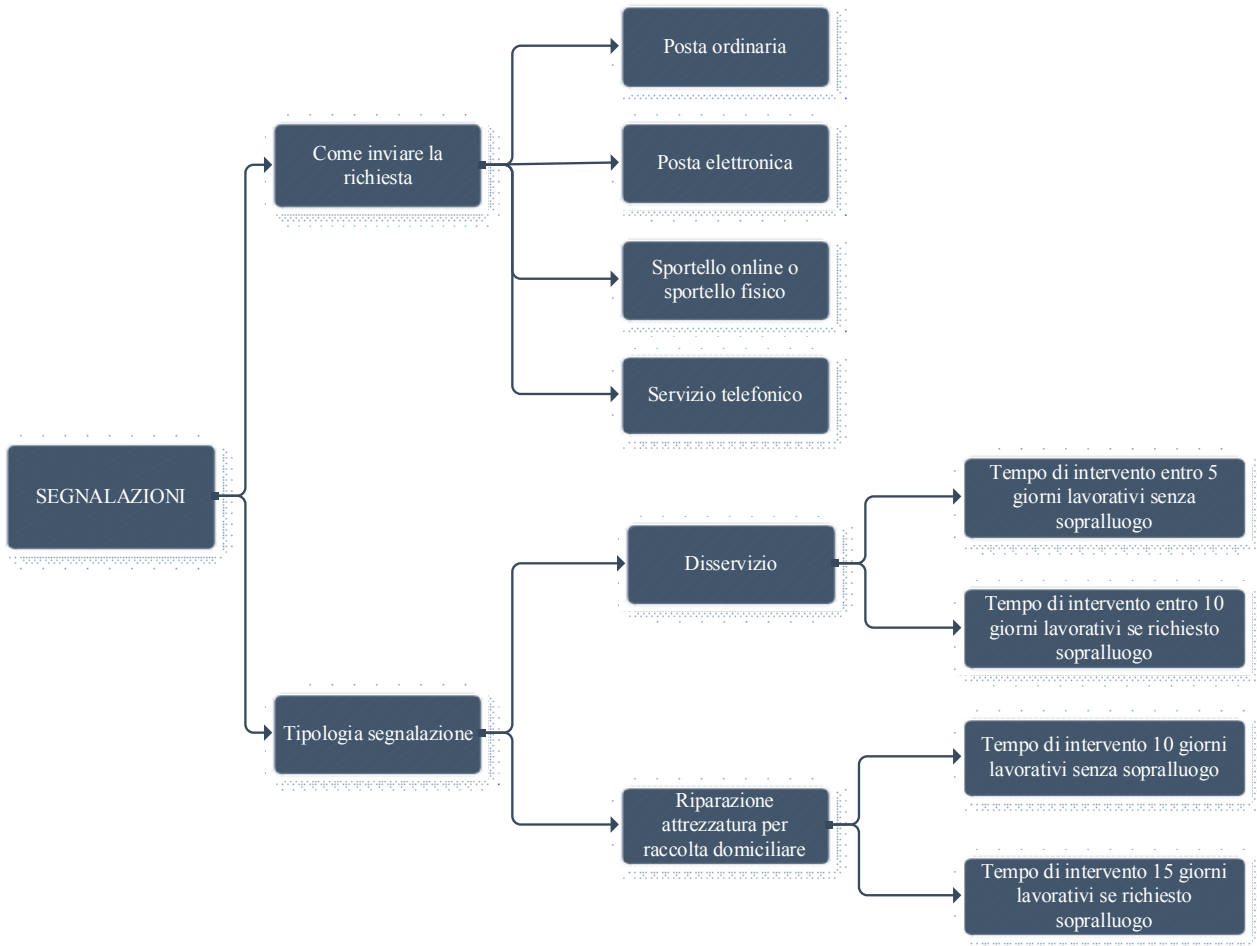 Posta ordinaria
Come inviare la
richiesta
Posta elettronica
Sportello online o
sportello fisico
Servizio telefonico
SEGNALAZIONI
Tempo di intervento entro 5
giorni lavorativi senza
sopralluogo
Disservizio
Tempo di intervento entro 10
giorni lavorativi se richiesto
sopralluogo
Tipologia segnalazione
Tempo di intervento 10 giorni
lavorativi senza sopralluogo
Riparazione
attrezzatura per
raccolta domiciliare
Tempo di intervento 15 giorni
lavorativi se richiesto
sopralluogo